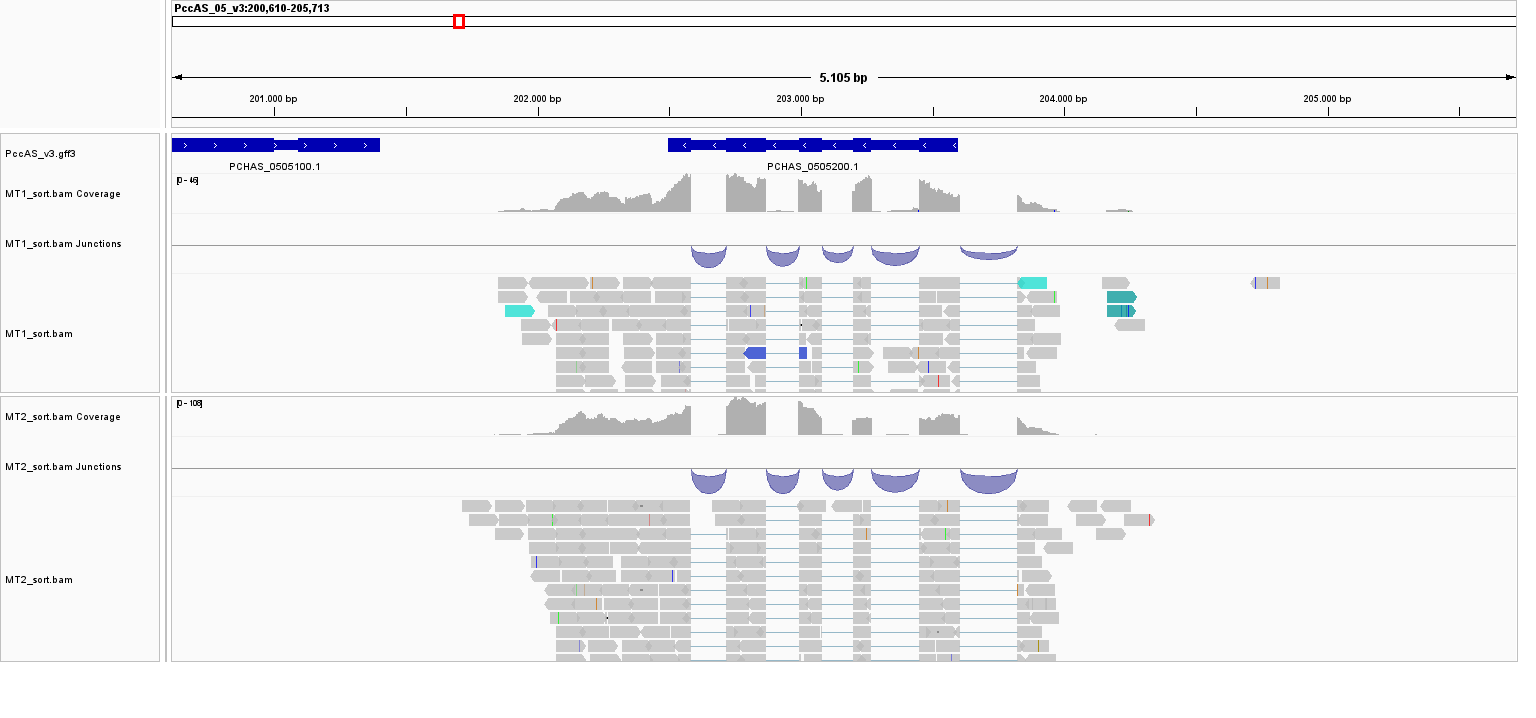 PccAS_05_v3:200,610-205,713
5.105 bp
201.000 bp 202.000 bp 203.000 bp 204.000 bp 205.000 bp
PccAS_v3.gff3
PCHAS_0505100.1 PCHAS_0505200.1
[0 - 46]
MT1_sort.bam Coverage
MT1_sort.bam Junctions
MT1_sort.bam
[0 - 108]
MT2_sort.bam Coverage
MT2_sort.bam Junctions
MT2_sort.bam